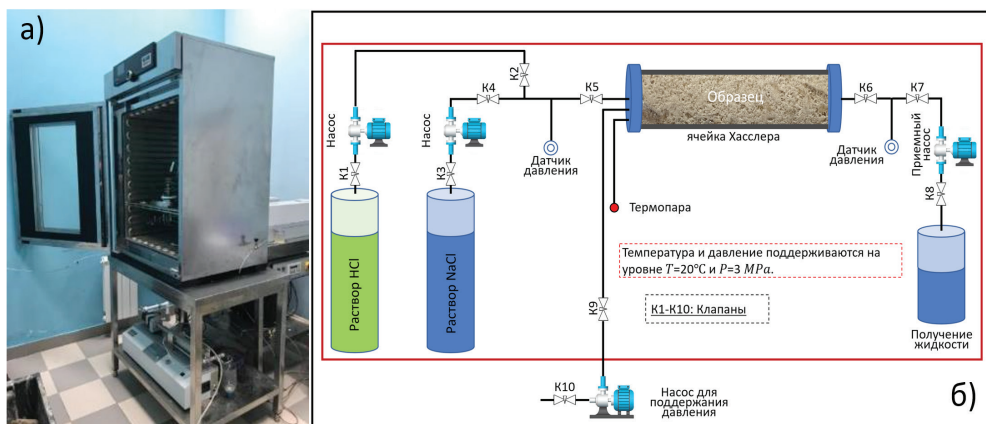 а)
К2
К4
К5
К6
К7
Образец
ячейка Хасслера
Насос
Насос
Датчик
давления
Датчик
давления
Приемный
насос
К1
К3
К8
Термопара
Раствор HCl
Раствор NaCl
Температура и давление поддерживаются на
уровне T=20℃ и P=3 MPa.
К9
К1-К10: Клапаны
Получение
жидкости
К10
Насос для
поддержания
давления
б)